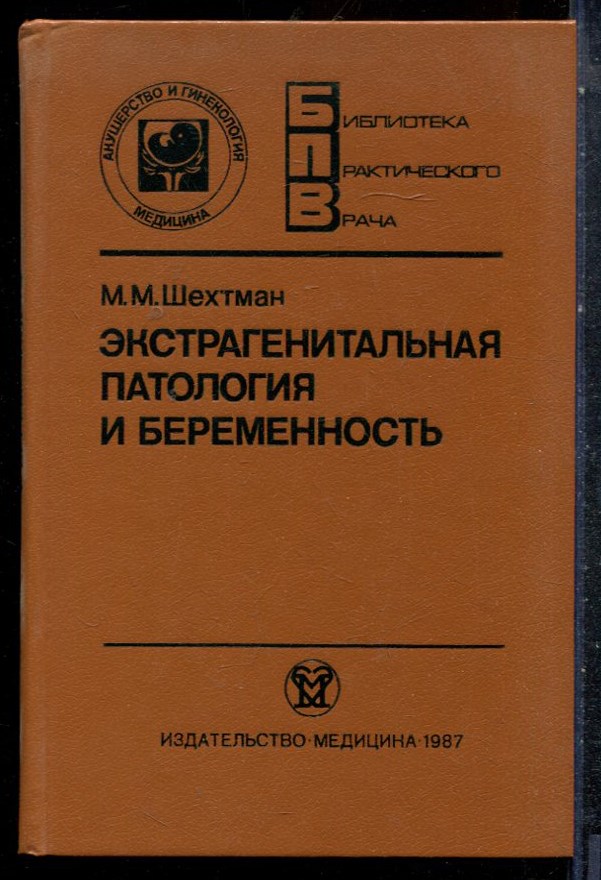 АКУШЕРСТВО И ГИНЕКОЛОГИЯ
МЕДИЦИНА
БИБЛИОТЕКА
ПРАКТИЧЕСКОГО
ВРАЧА
М.М.Шехтман
ЭКСТРАГЕНИТАЛЬНАЯ
ПАТОЛОГИЯ
И БЕРЕМЕННОСТЬ
ИЗДАТЕЛЬСТВО·МЕДИЦИНА·1987